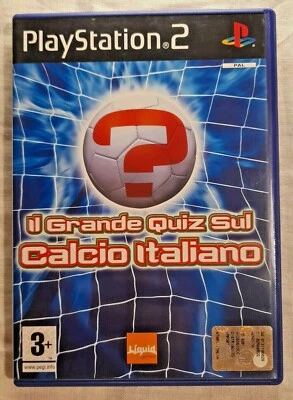 PlayStation®2
PAL
?
Il Grande Quiz Sul
Calcio Italiano
3+
www.pegi.info
Liquid